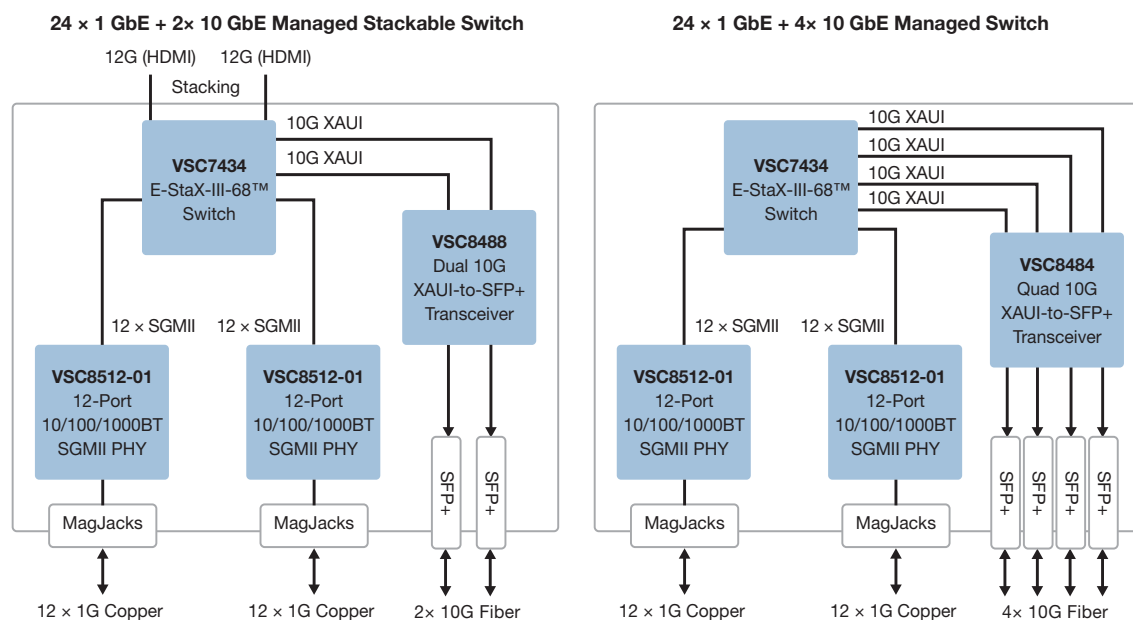 24 × 1 GbE + 2× 10 GbE Managed Stackable Switch
12G (HDMI) 12G (HDMI)
Stacking
10G XAUI
10G XAUI
VSC7434
E-StaX-III-68™
Switch
VSC8488
Dual 10G
XAUI-to-SFP+
Transceiver
12 × SGMII 12 × SGMII
VSC8512-01
12-Port
10/100/1000BT
SGMII PHY
VSC8512-01
12-Port
10/100/1000BT
SGMII PHY
SFP+
SFP+
MagJacks
MagJacks
12 × 1G Copper
12 × 1G Copper
2× 10G Fiber
24 × 1 GbE + 4× 10 GbE Managed Switch
10G XAUI
10G XAUI
10G XAUI
10G XAUI
VSC7434
E-StaX-III-68™
Switch
VSC8484
Quad 10G
XAUI-to-SFP+
Transceiver
12 × SGMII 12 × SGMII
VSC8512-01
12-Port
10/100/1000BT
SGMII PHY
VSC8512-01
12-Port
10/100/1000BT
SGMII PHY
SFP+
SFP+
SFP+
SFP+
MagJacks
MagJacks
12 × 1G Copper
12 × 1G Copper
4× 10G Fiber